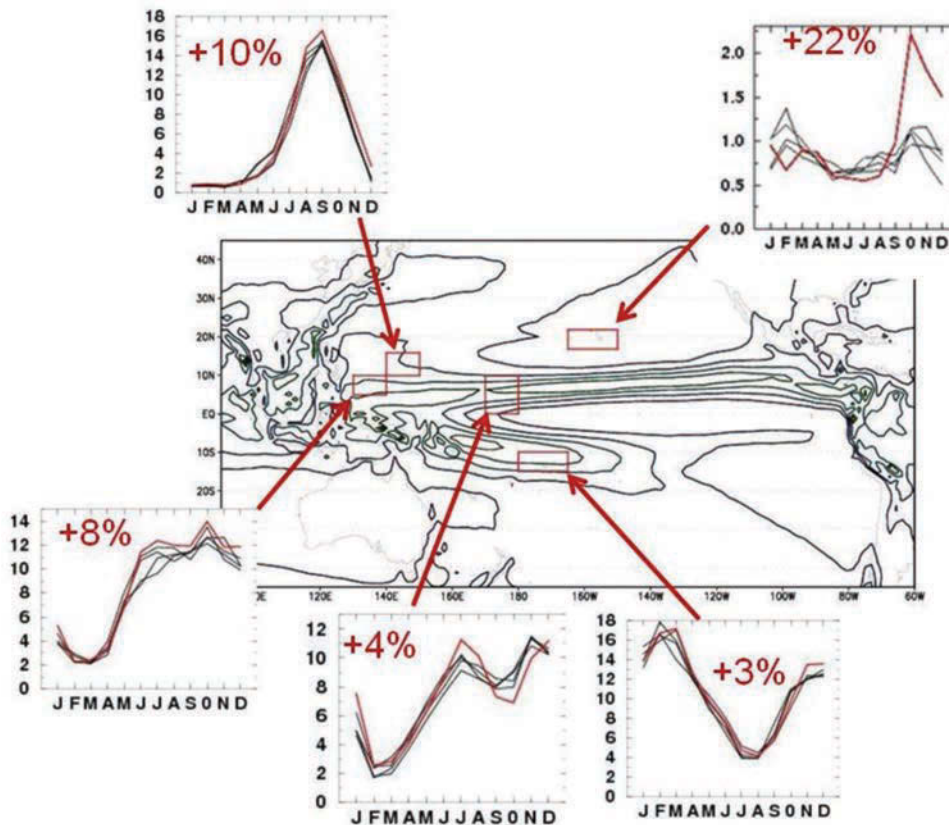 18
16
14
12
10
8
6
4
2
0
+10%
J F M A M J J A S O N D
2.0
1.5
1.0
0.5
0.0
+22%
J F M A M J J A S O N D
40N
30N
20N
10N
EQ
10S
20S
120E
140E
160E
180
160W
140W
120W
100W
80W
60W
14
12
10
8
6
4
2
0
+8%
J F M A M J J A S O N D
12
10
8
6
4
2
0
+4%
J F M A M J J A S O N D
18
16
14
12
10
8
6
4
2
0
+3%
J F M A M J J A S O N D